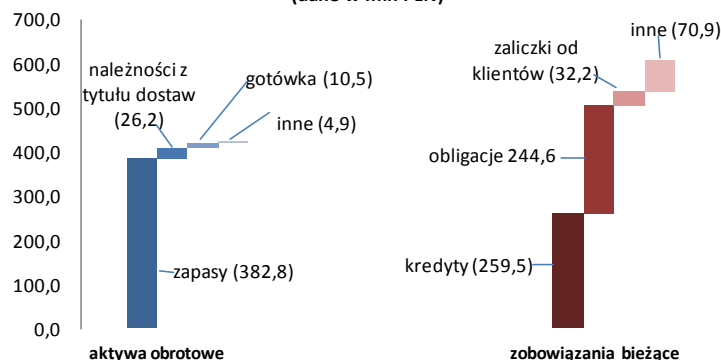 700,0
600,0
500,0
400,0
300,0
200,0
100,0
0,0
należności z
tytułu dostaw
(26,2)
gotówka (10,5)
inne (4,9)
zapasy (382,8)
aktywa obrotowe
inne (70,9)
zaliczki od
klientów (32,2)
obligacje 244,6
kredyty (259,5)
zobowiązania bieżące